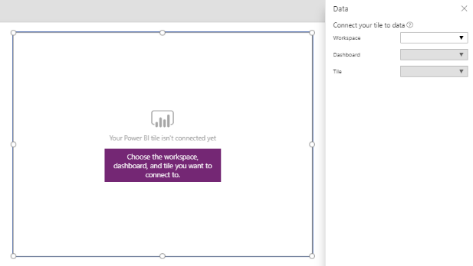 Data
Connect your tile to data
Workspace
Dashboard
Tile
Your Power BI tile isn't connected yet
Choose the workspace,
dashboard, and tile you want to
connect to.